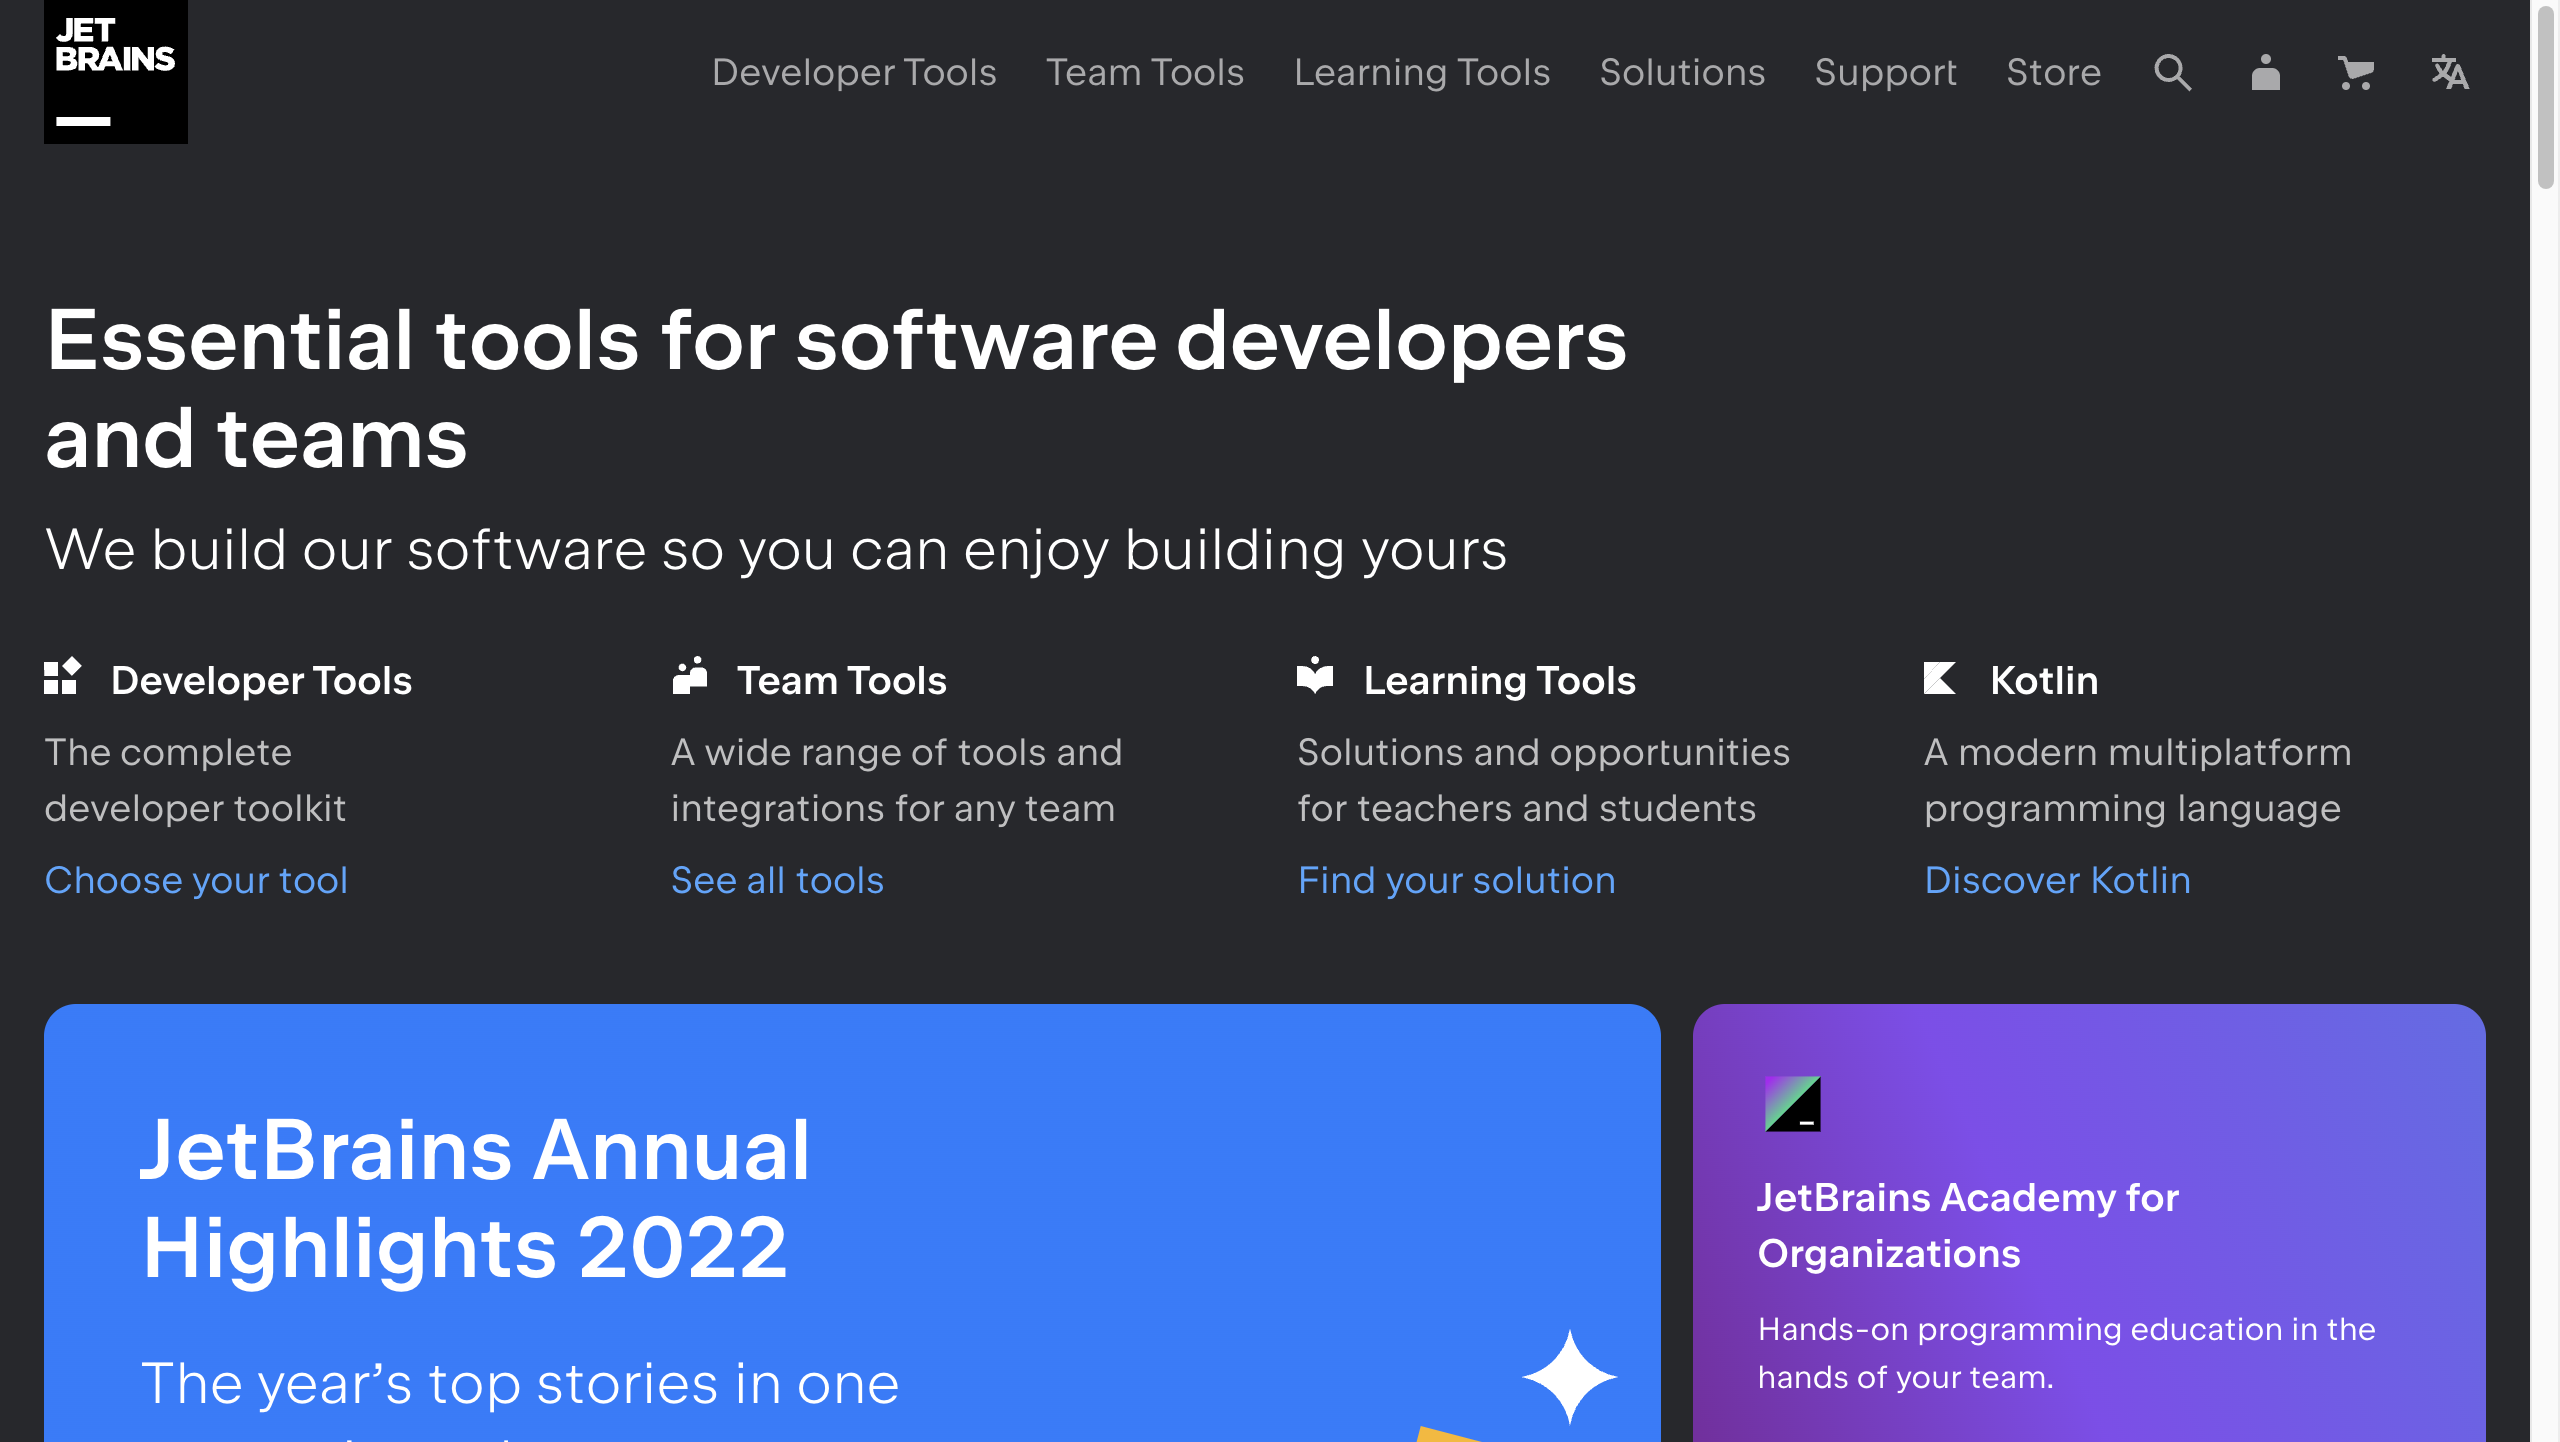 JET
BRAINS
Developer Tools
Team Tools
Learning Tools
Solutions
Support
Store
Essential tools for software developers
and teams
We build our software so you can enjoy building yours
Developer Tools
The complete
developer toolkit
Choose your tool
Team Tools
A wide range of tools and
integrations for any team
See all tools
Learning Tools
Solutions and opportunities
for teachers and students
Find your solution
Kotlin
A modern multiplatform
programming language
Discover Kotlin
JetBrains Annual
Highlights 2022
The year’s top stories in one
JetBrains Academy for
Organizations
Hands-on programming education in the
hands of your team.